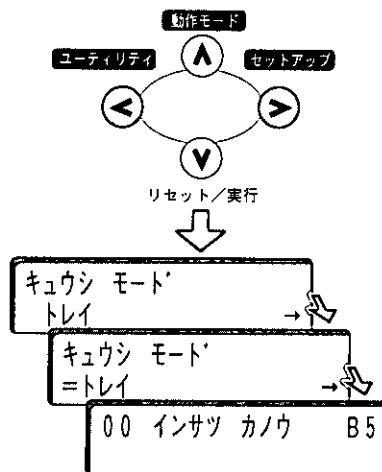 動作モード
ユーティリティ
セットアップ
リセット／実行
キュウシ モード
トレイ →
キュウシ モード
=トレイ →
00 インサツ カノウ B5